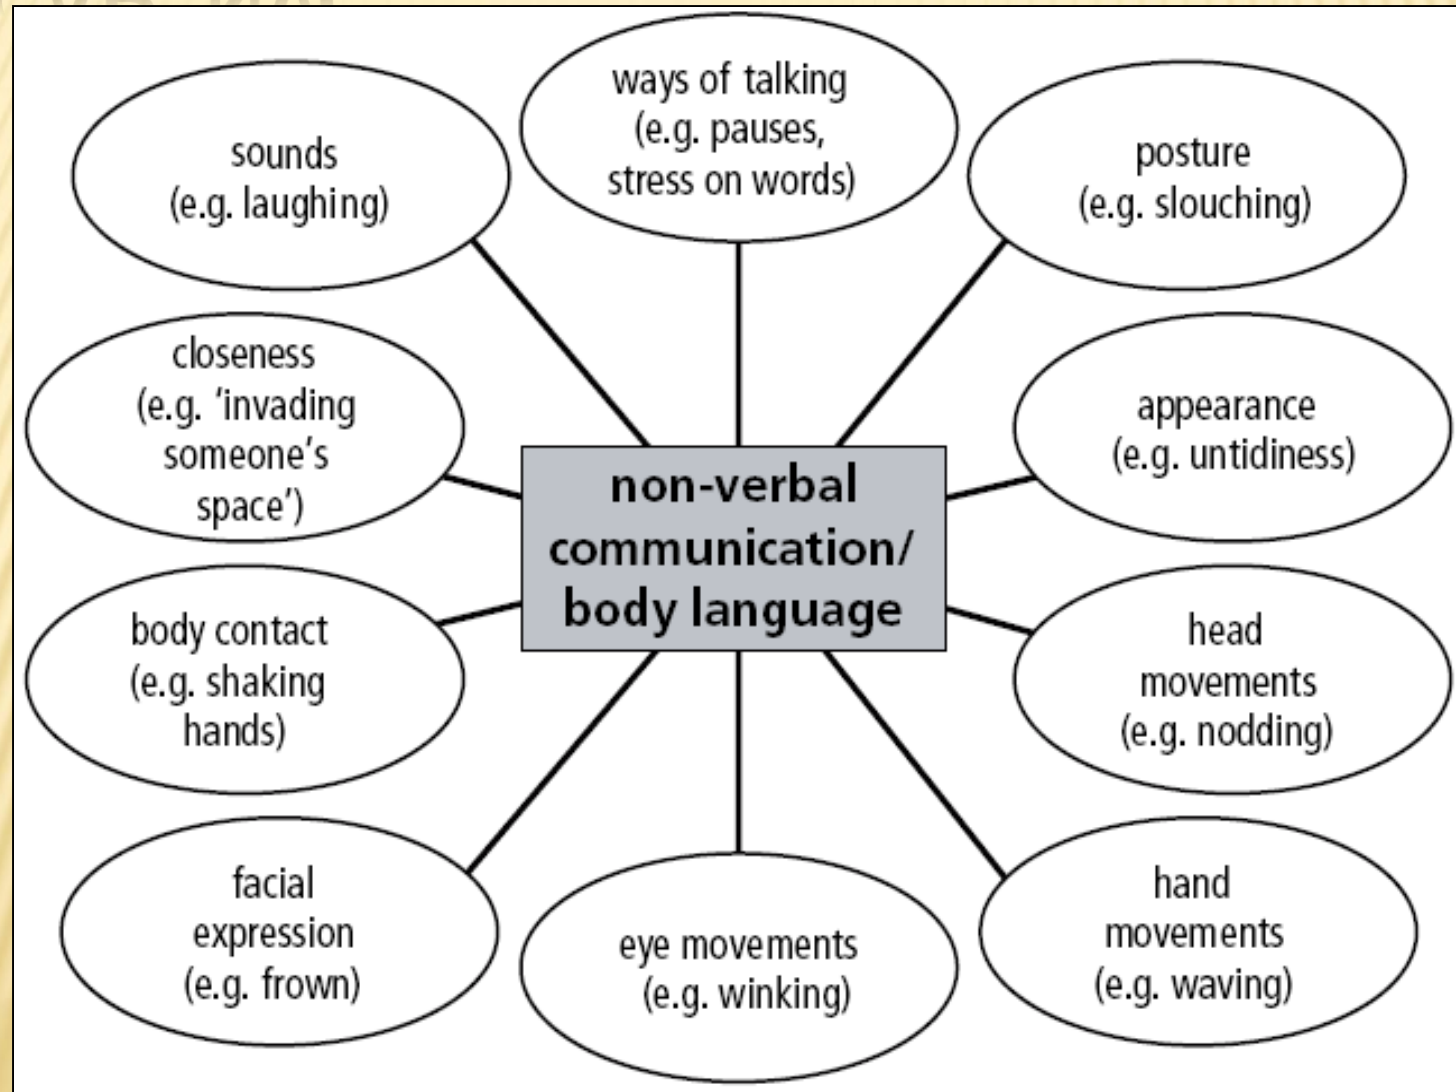 ways of talking
(e.g. pauses,
stress on words)
sounds
(e.g. laughing)
posture
(e.g. slouching)
closeness
(e.g. ‘invading
someone’s
space’)
appearance
(e.g. untidiness)
non-verbal
communication/
body language
body contact
(e.g. shaking
hands)
head
movements
(e.g. nodding)
facial
expression
(e.g. frown)
eye movements
(e.g. winking)
hand
movements
(e.g. waving)